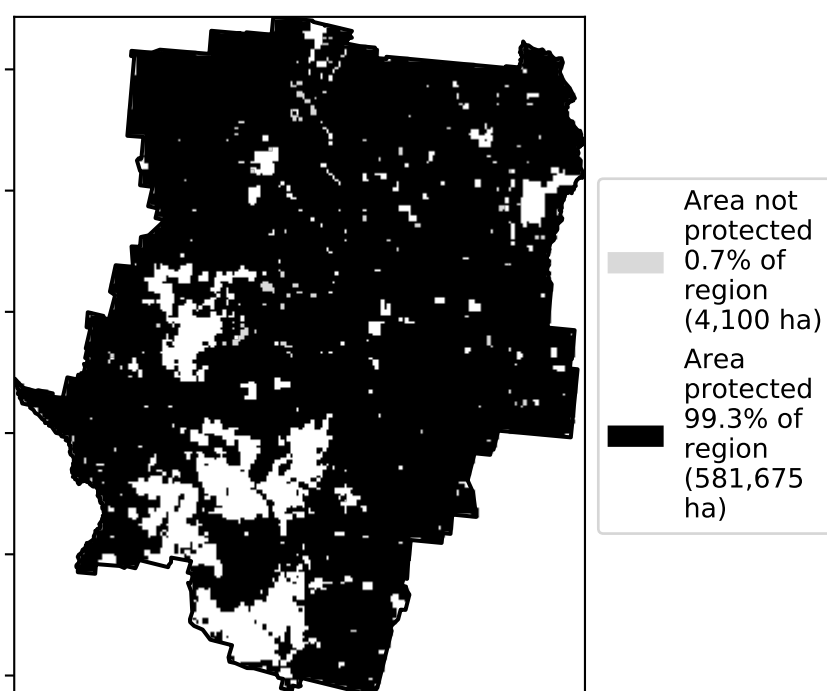 Area not
protected
0.7% of
region
(4,100 ha)
Area
protected
99.3% of
region
(581,675
ha)